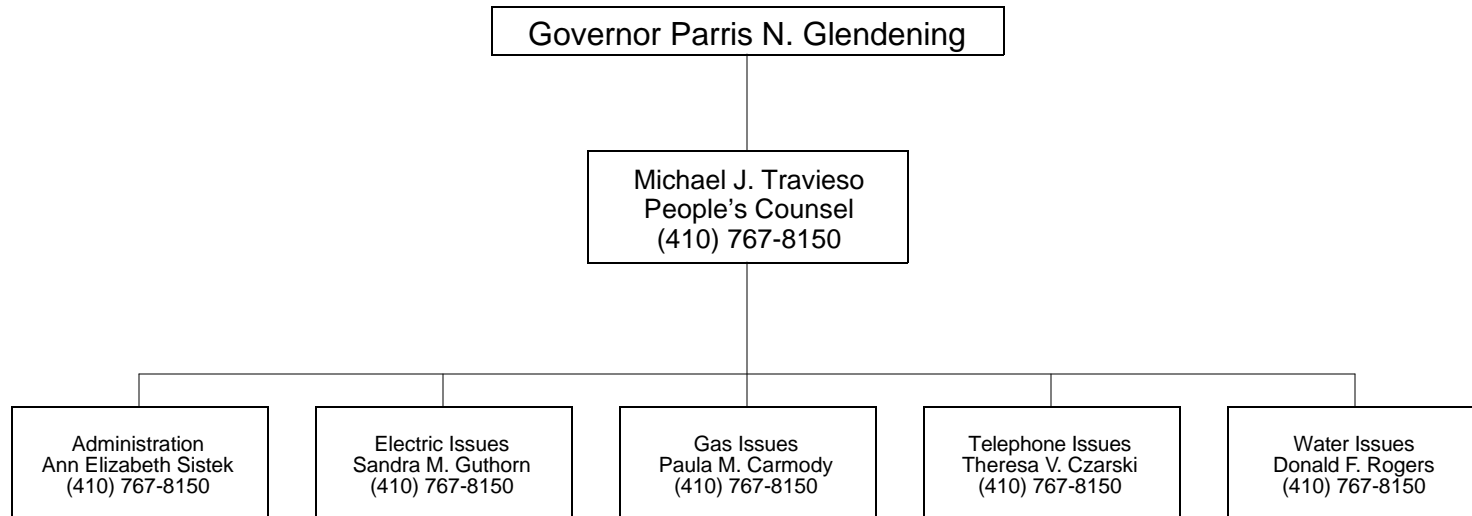 Governor Parris N. Glendening
Michael J. Travieso
People's Counsel
(410) 767-8150
Administration
Ann Elizabeth Sistek
(410) 767-8150
Electric Issues
Sandra M. Guthorn
(410) 767-8150
Gas Issues
Paula M. Carmody
(410) 767-8150
Telephone Issues
Theresa V. Czarski
(410) 767-8150
Water Issues
Donald F. Rogers
(410) 767-8150